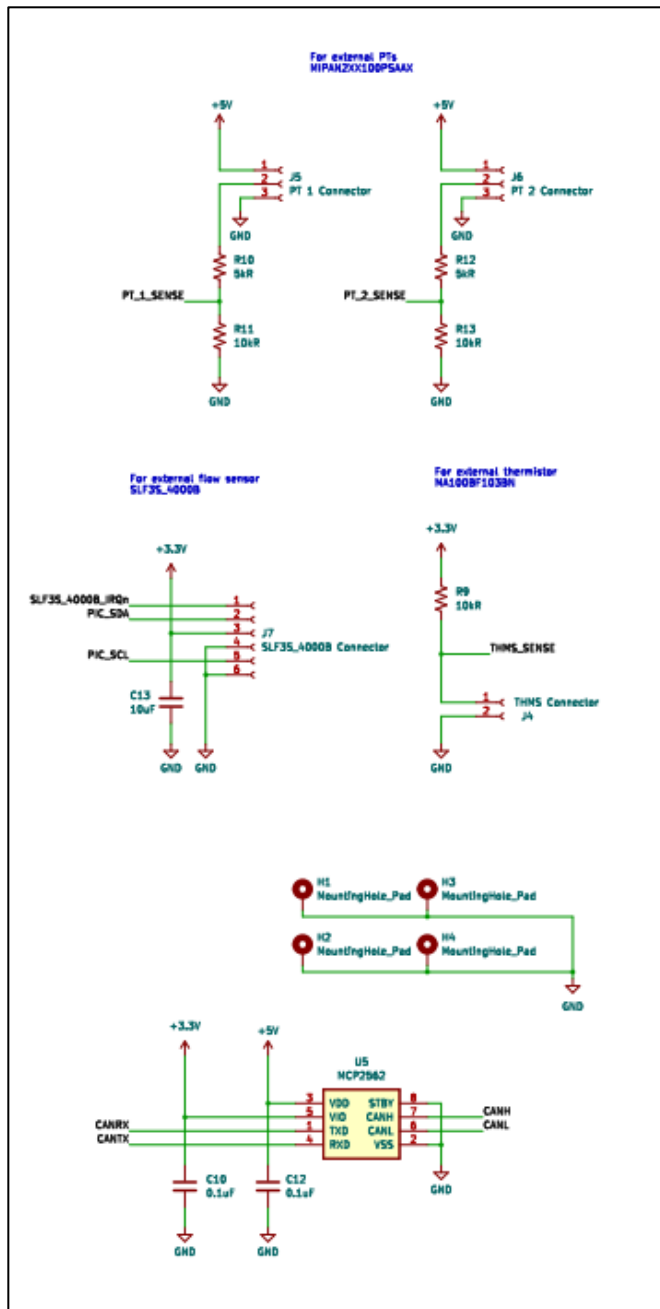 For external PTs
MIPAN2XX100PSAAX
+5V
1
2
3
J5
PT 1 Connector
GND
R10
5kR
PT_1_SENSE
R11
10kR
GND
+5V
1
2
3
J6
PT 2 Connector
GND
R12
5kR
PT_2_SENSE
R13
10kR
GND
For external flow sensor
SLF3S_4000B
+3.3V
SLF3S_4000B_IRQn
PIC_SDA
PIC_SCL
1
2
3
4
5
6
J7
SLF3S_4000B Connector
C13
10uF
GND
GND
For external thermistor
NA100BF103BN
+3.3V
R9
10kR
THMS_SENSE
1
2
THMS Connector
J4
GND
H1
MountingHole_Pad
H3
MountingHole_Pad
H2
MountingHole_Pad
H4
MountingHole_Pad
GND
+3.3V
+5V
U5
MCP2562
3
VDD
STBY
8
5
VIO
CANH
7
CANH
CANRX
1
TXD
CANL
6
CANL
CANTX
4
RXD
VSS
2
C10
0.1uF
C12
0.1uF
GND
GND
GND